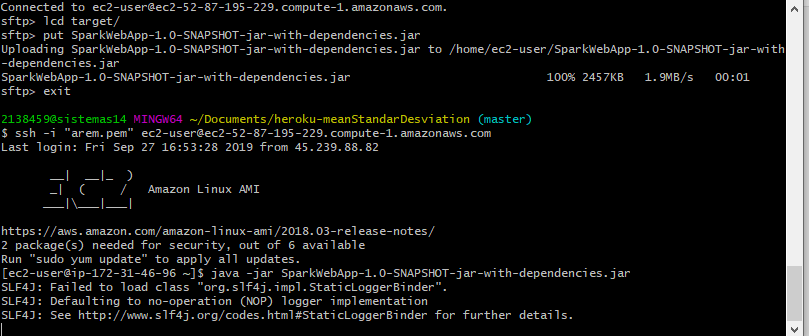 Connected to ec2-user@ec2-52-87-195-229.compute-1.amazonaws.com.
sftp> lcd target/
sftp> put SparkWebApp-1.0-SNAPSHOT-jar-with-dependencies.jar
Uploading SparkWebApp-1.0-SNAPSHOT-jar-with-dependencies.jar to /home/ec2-user/SparkWebApp-1.0-SNAPSHOT-jar-with
-dependencies.jar
SparkWebApp-1.0-SNAPSHOT-jar-with-dependencies.jar 100% 2457KB 1.9MB/s 00:01
sftp> exit
2138459@sistemas14 MINGW64 ~/Documents/heroku-meanStandarDesviation (master)
$ ssh -i "arem.pem" ec2-user@ec2-52-87-195-229.compute-1.amazonaws.com
Last login: Fri Sep 27 16:53:28 2019 from 45.239.88.82
__| __|_ )
_| ( / Amazon Linux AMI
___|\___|___|
https://aws.amazon.com/amazon-linux-ami/2018.03-release-notes/
2 package(s) needed for security, out of 6 available
Run "sudo yum update" to apply all updates.
[ec2-user@ip-172-31-46-96 ~]$ java -jar SparkWebApp-1.0-SNAPSHOT-jar-with-dependencies.jar
SLF4J: Failed to load class "org.slf4j.impl.StaticLoggerBinder".
SLF4J: Defaulting to no-operation (NOP) logger implementation
SLF4J: See http://www.slf4j.org/codes.html#StaticLoggerBinder for further details.